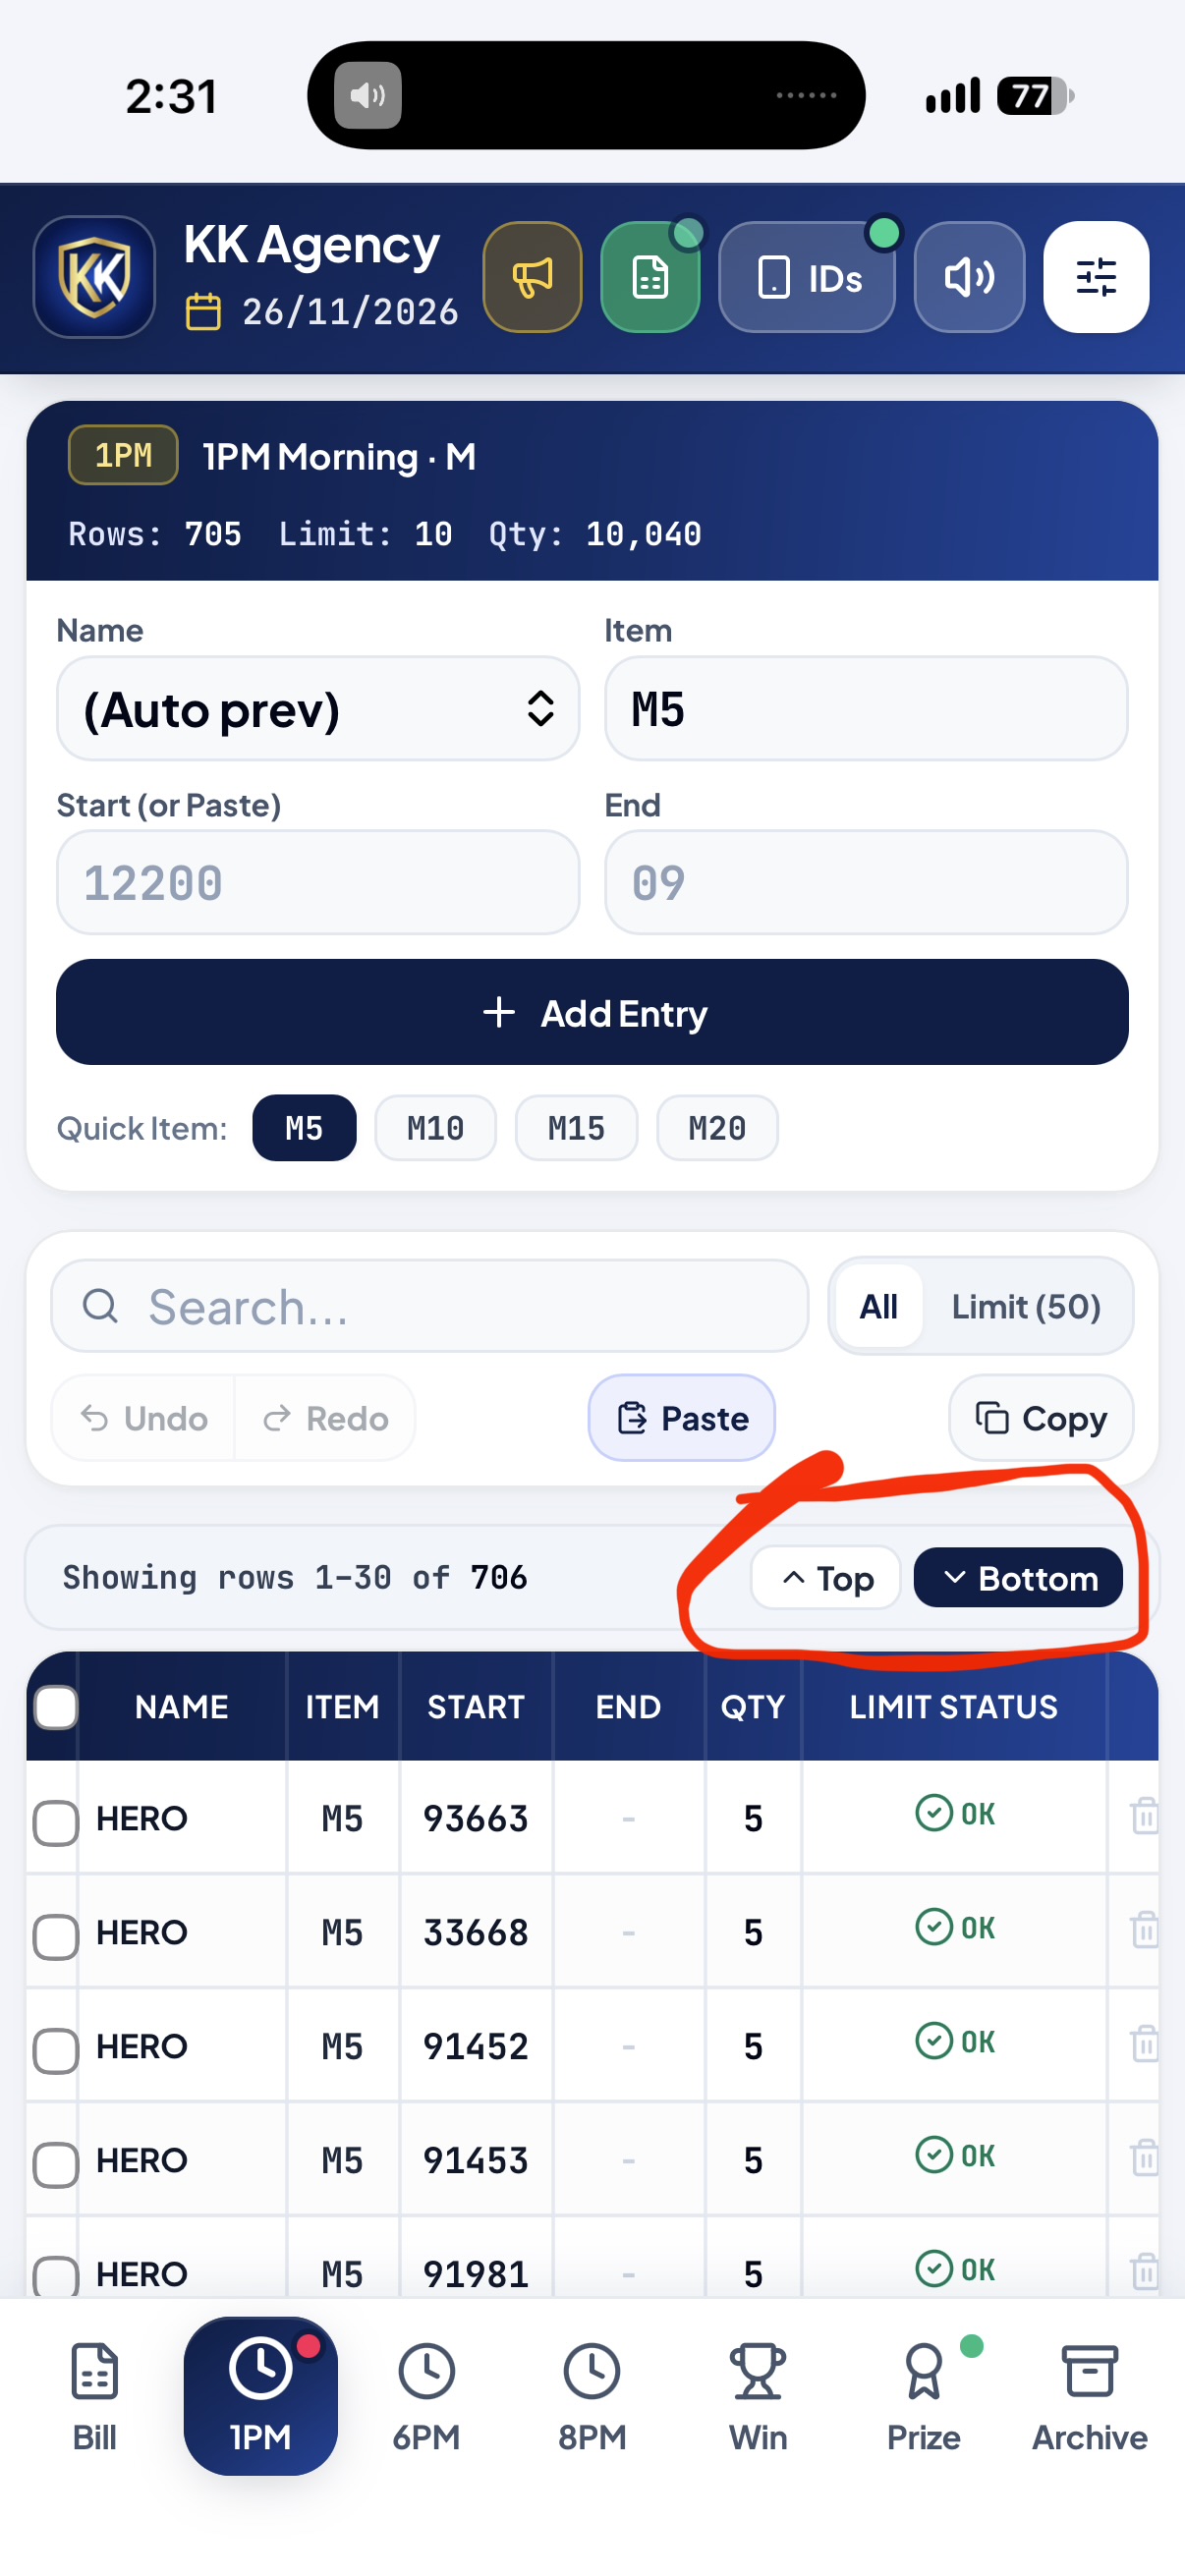 2:31
77
KK
KK Agency
26/11/2026
IDs
1PM
1PM Morning · M
Rows: 705 Limit: 10 Qty: 10,040
Name
Item
(Auto prev)
M5
Start (or Paste)
End
12200
09
+ Add Entry
Quick Item: M5 M10 M15 M20
Search...
All
Limit (50)
Undo
Redo
Paste
Copy
Showing rows 1-30 of 706
Top
Bottom
NAME ITEM START END QTY LIMIT STATUS
HERO M5 93663 - 5 OK
HERO M5 33668 - 5 OK
HERO M5 91452 - 5 OK
HERO M5 91453 - 5 OK
HERO M5 91981 - 5 OK
Bill
1PM
6PM
8PM
Win
Prize
Archive